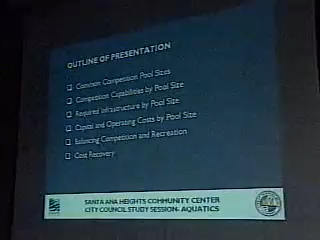 OUTLINE OF PRESENTATION
Common Competition Pool Sizes
Competition Capabilities by Pool Size
Required Infrastructure by Pool Size
Capital and Operating Costs by Pool Size
Balancing Competition and Recreation
Cost Recovery
SANTA ANA HEIGHTS COMMUNITY CENTER
CITY COUNCIL STUDY SESSION: AQUATICS